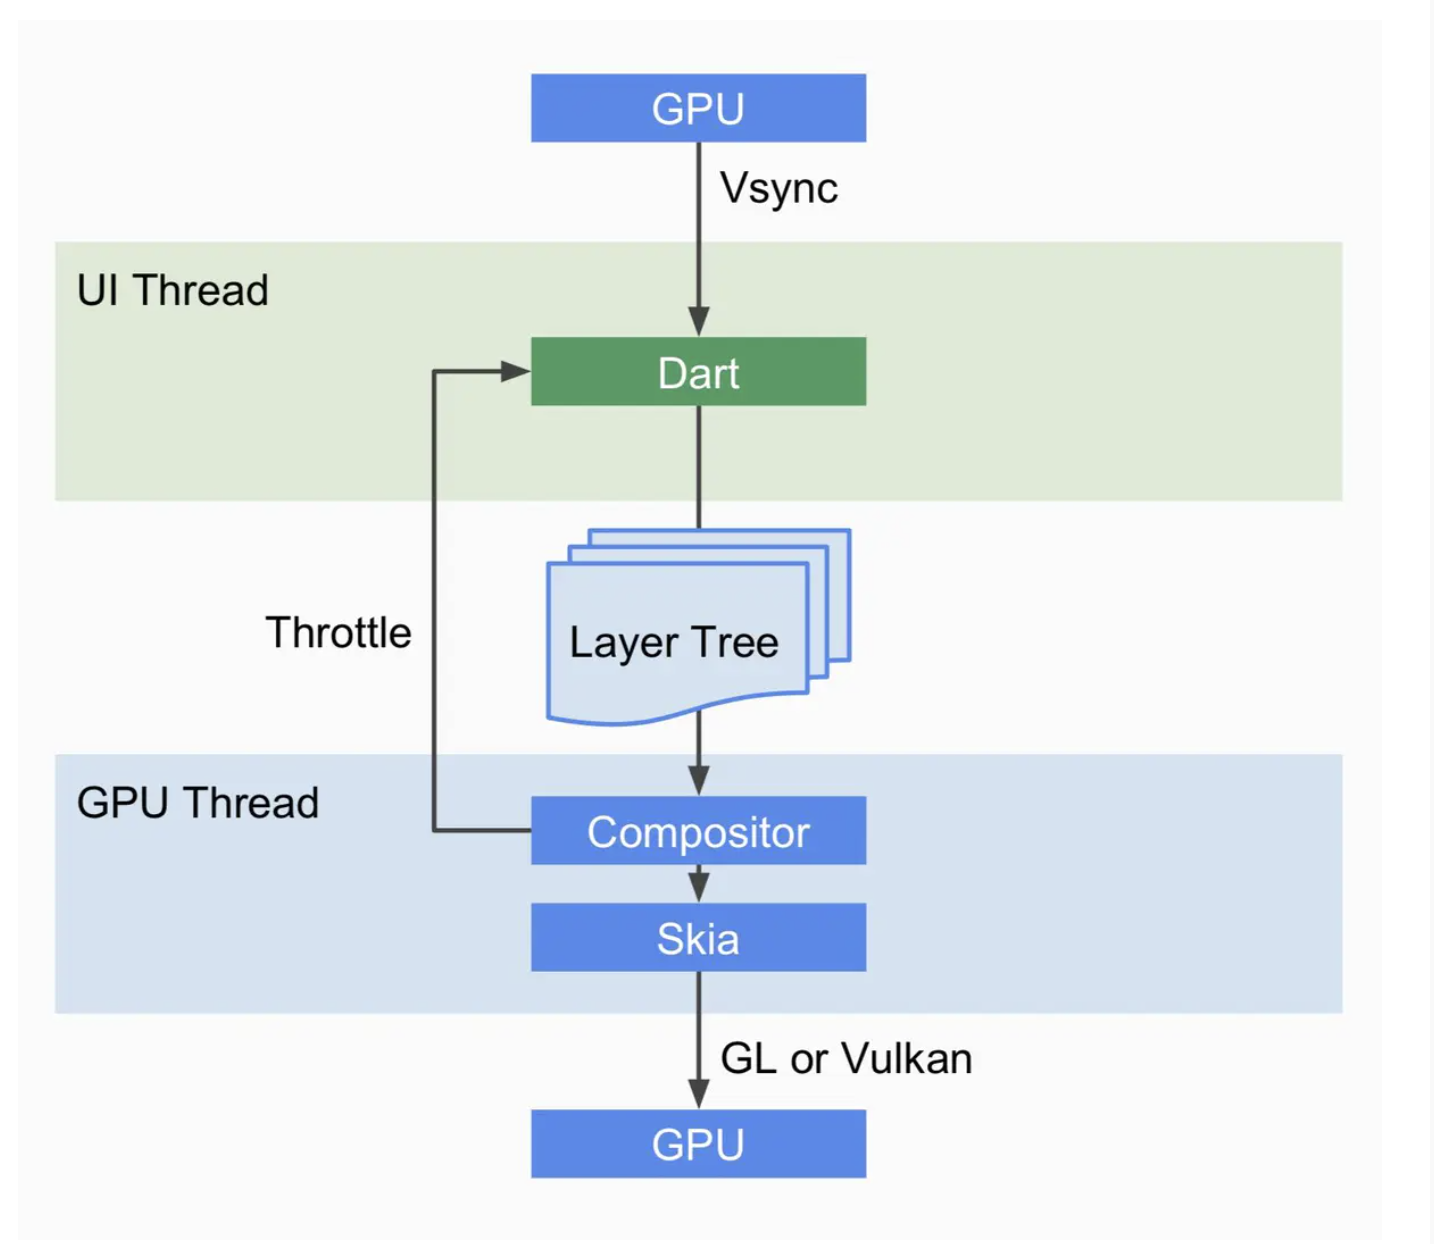 GPU
Vsync
UI Thread
Dart
Throttle
Layer Tree
GPU Thread
Compositor
Skia
GL or Vulkan
GPU